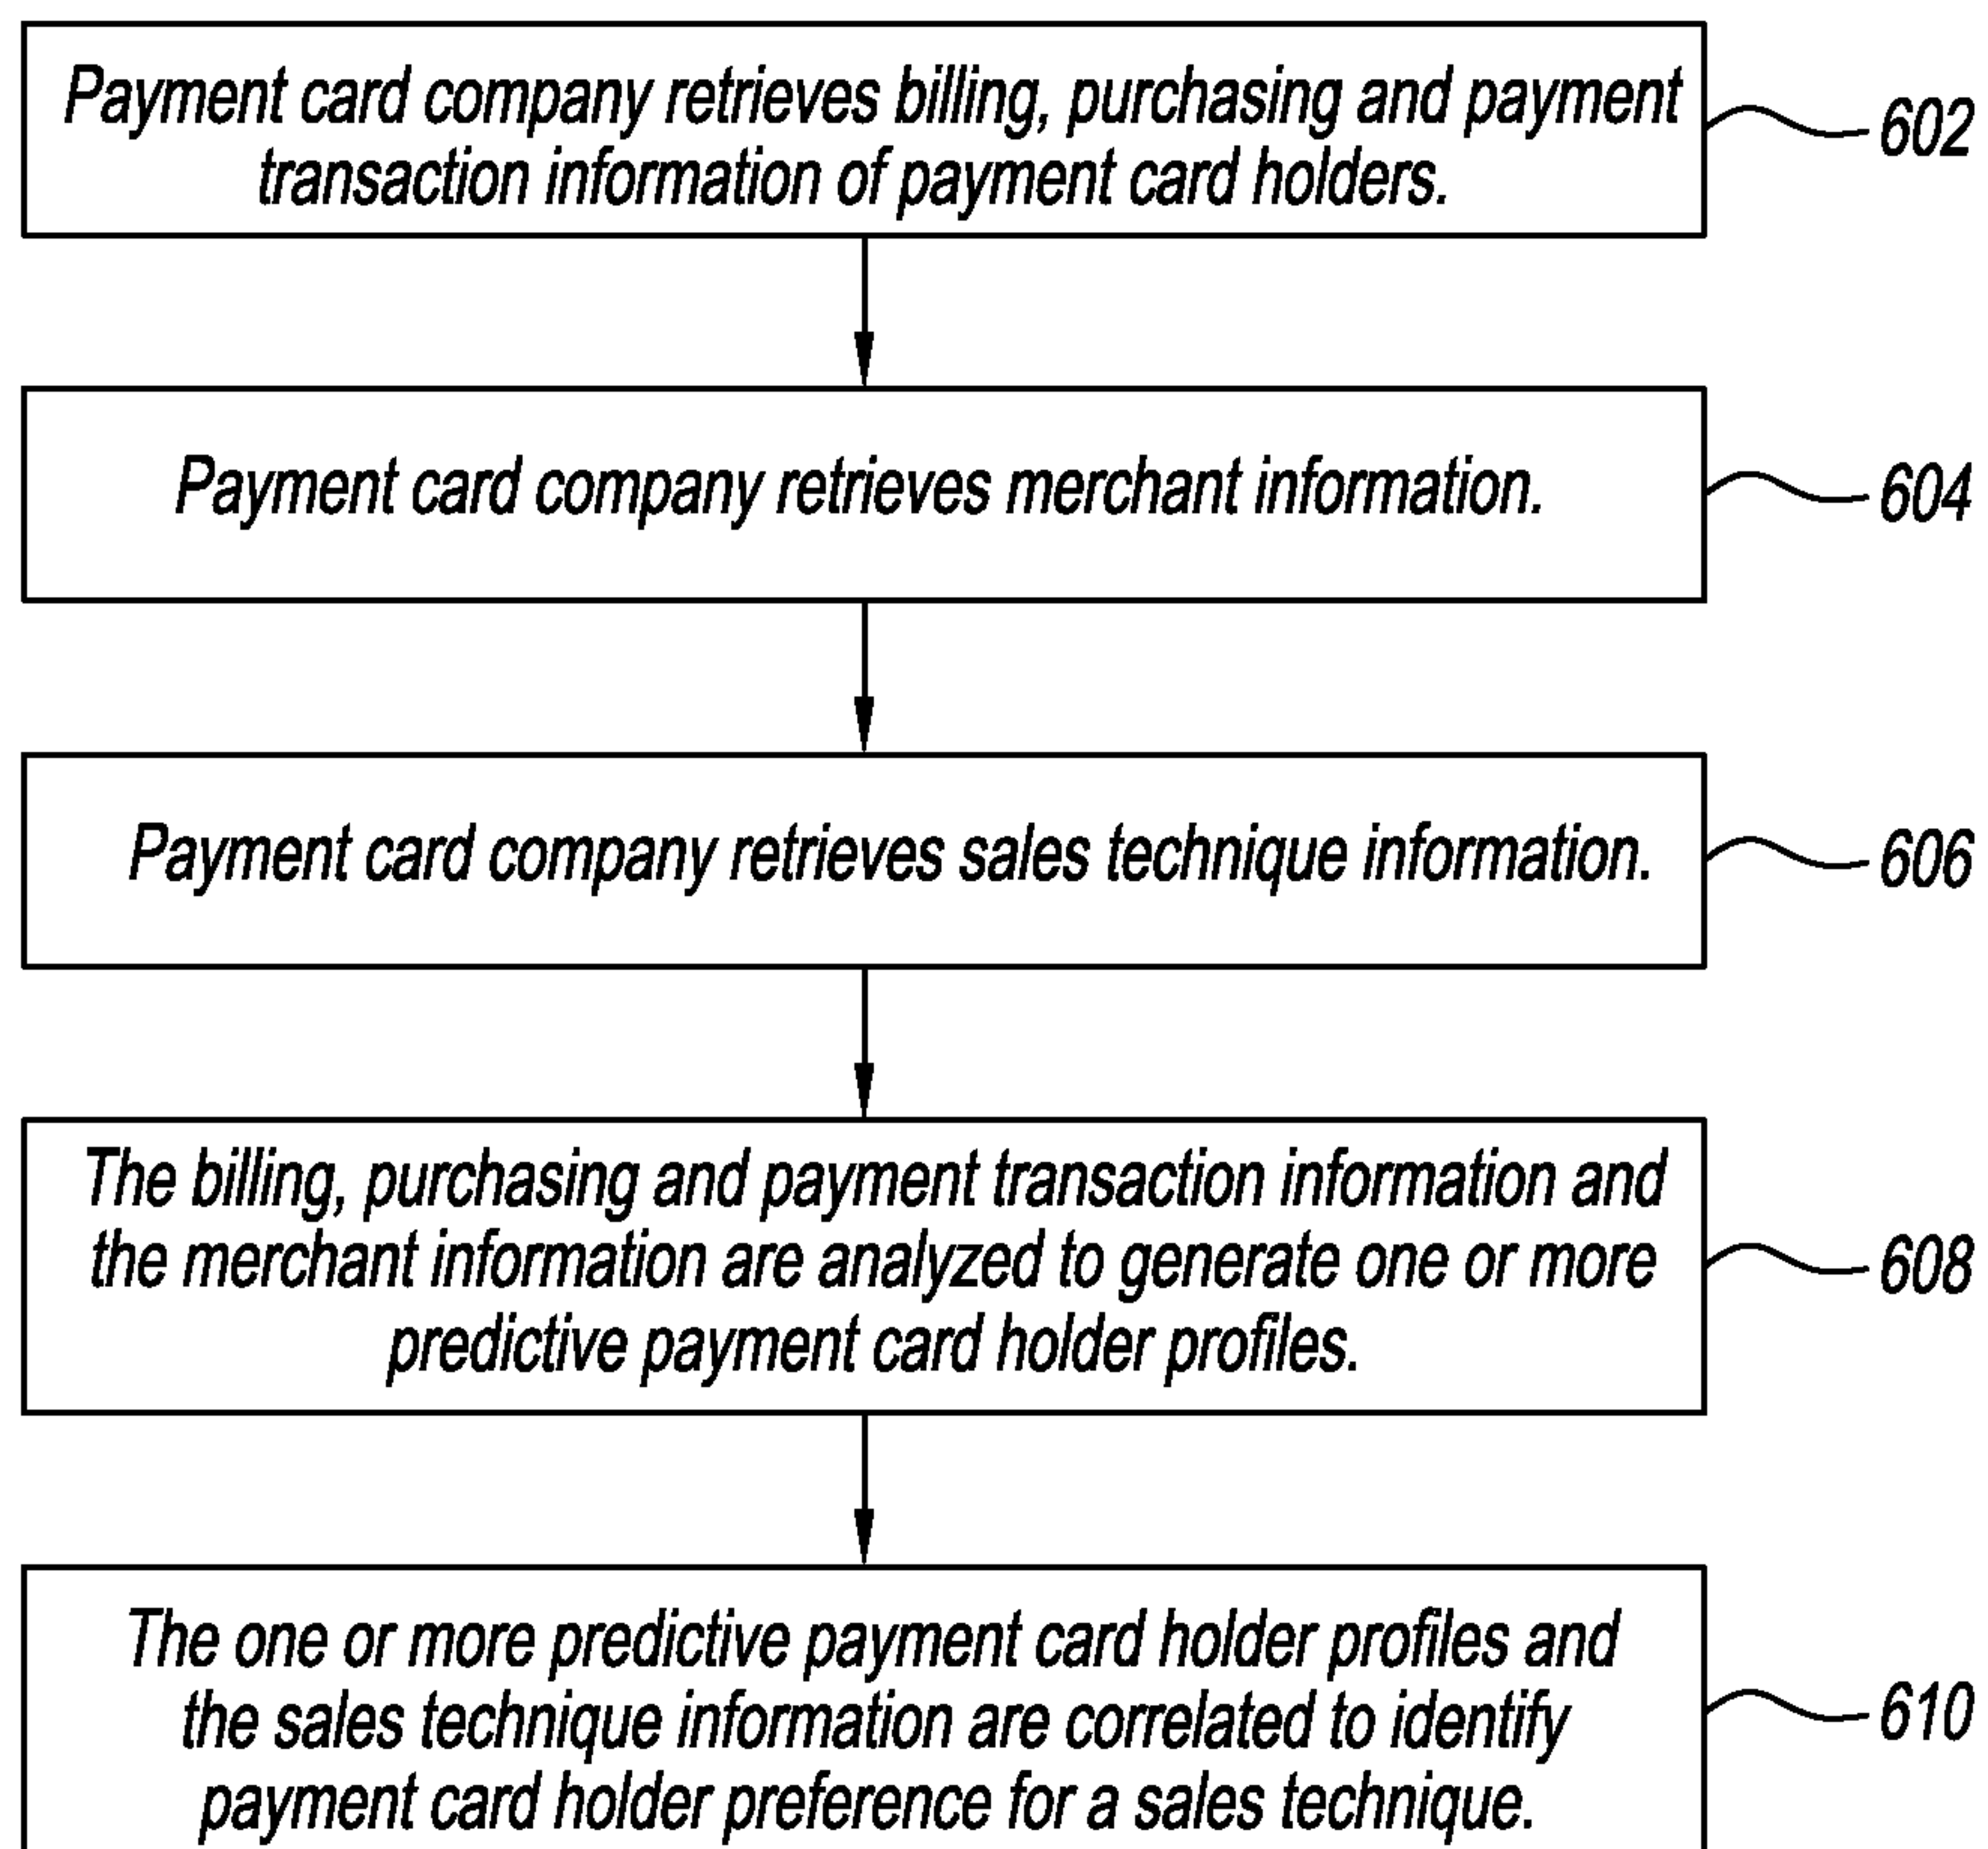 Payment card company retrieves billing, purchasing and payment
transaction information of payment card holders.
602
Payment card company retrieves merchant information.
604
Payment card company retrieves sales technique information.
606
The billing, purchasing and payment transaction information and
the merchant information are analyzed to generate one or more
predictive payment card holder profiles.
608
The one or more predictive payment card holder profiles and
the sales technique information are correlated to identify
payment card holder preference for a sales technique.
610